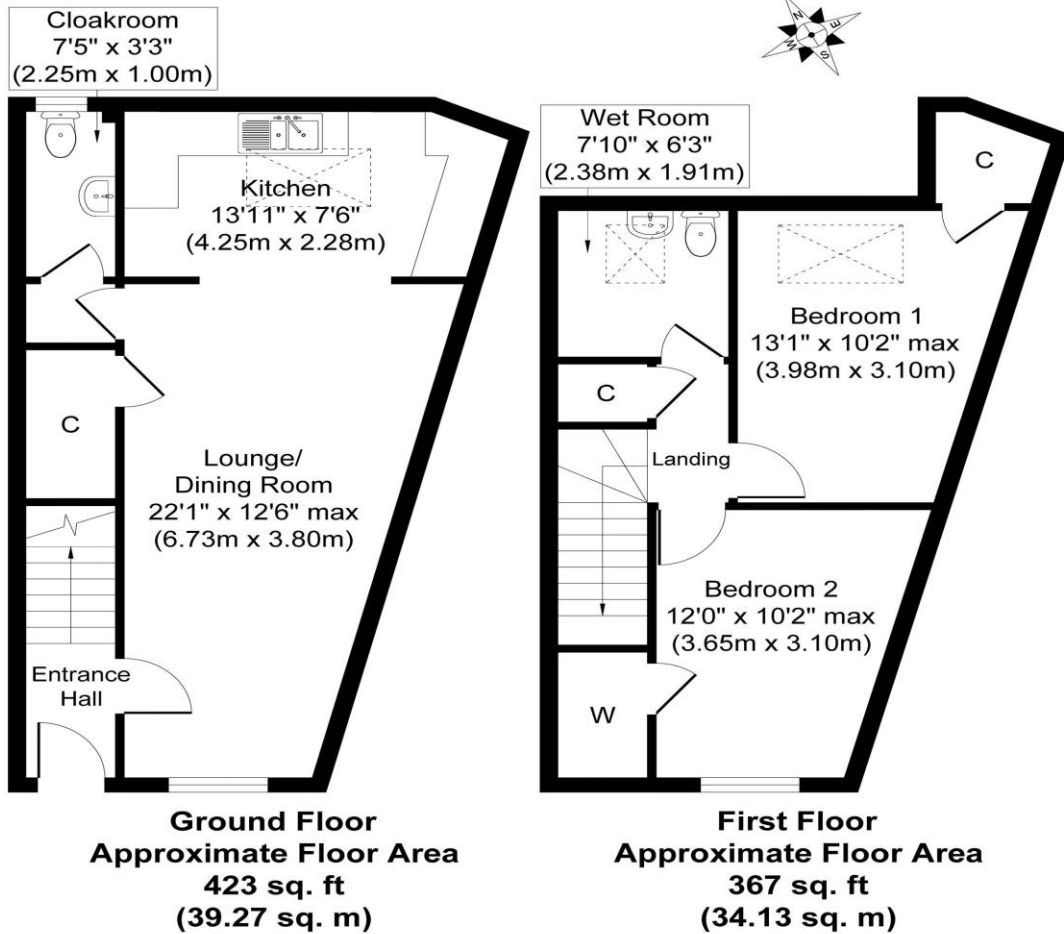 Cloakroom
7'5" x 3'3"
(2.25m x 1.00m)
Kitchen
13'11" x 7'6"
(4.25m x 2.28m)
C
Lounge/
Dining Room
22'1" x 12'6" max
(6.73m x 3.80m)
Entrance
Hall
Ground Floor
Approximate Floor Area
423 sq. ft
(39.27 sq. m)
N
E
S
W
Wet Room
7'10" x 6'3"
(2.38m x 1.91m)
C
Bedroom 1
13'1" x 10'2" max
(3.98m x 3.10m)
C
Landing
Bedroom 2
12'0" x 10'2" max
(3.65m x 3.10m)
W
First Floor
Approximate Floor Area
367 sq. ft
(34.13 sq. m)